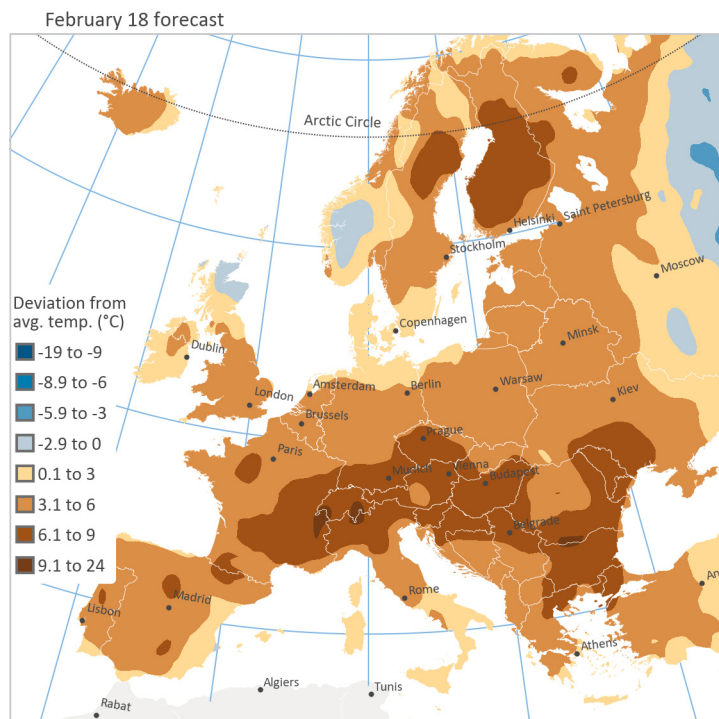 February 18 forecast
Arctic Circle
Helsinki
Saint Petersburg
Stockholm
Moscow
Deviation from
avg. temp. (°C)
-19 to -9
-8.9 to -6
-5.9 to -3
-2.9 to 0
0.1 to 3
3.1 to 6
6.1 to 9
9.1 to 24
Copenhagen
Dublin
Minsk
London
Amsterdam
Berlin
Warsaw
Kiev
Brussels
Prague
Paris
Munich
Vienna
Budapest
Belgrade
An
Madrid
Rome
Lisbon
Athens
Algiers
Tunis
Rabat